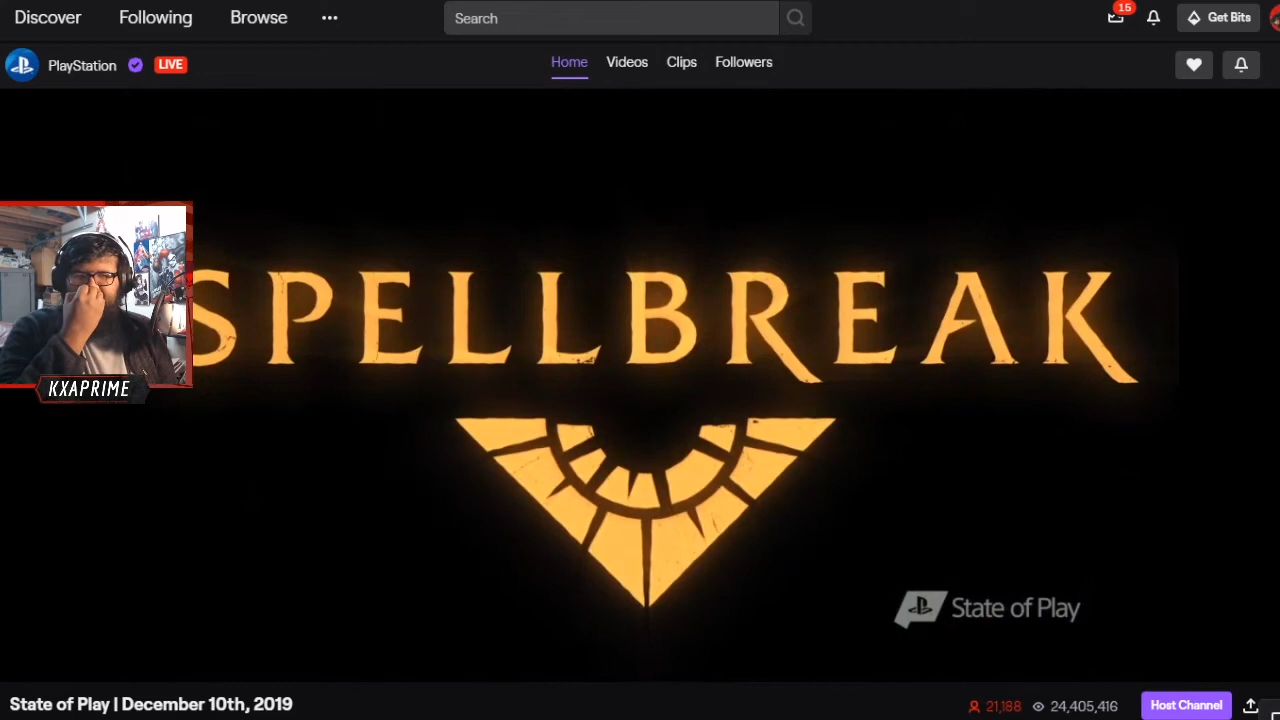 Discover Following Browse ••• Search 15 Get Bits
PlayStation LIVE Home Videos Clips Followers
SPELLBREAK
KXAPRIME
State of Play
State of Play | December 10th, 2019 21,188 24,405,416 Host Channel